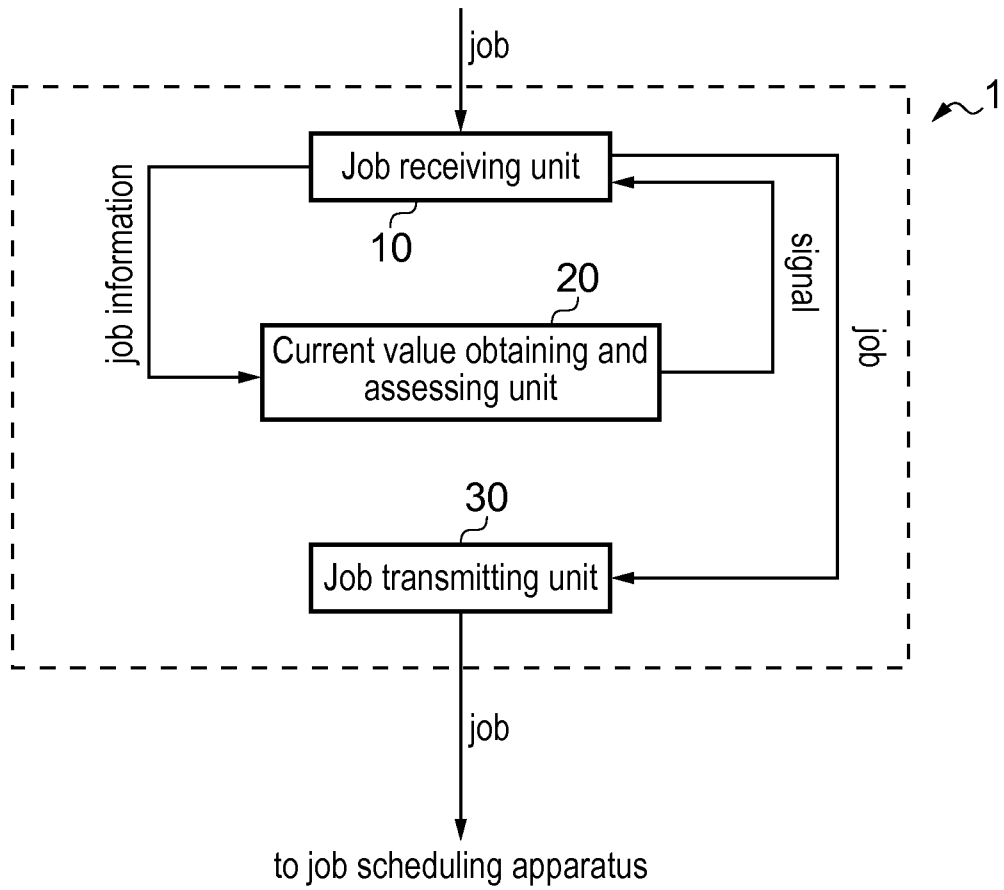 job
1
Job receiving unit
10
job information
signal
job
20
Current value obtaining and
assessing unit
30
Job transmitting unit
job
to job scheduling apparatus